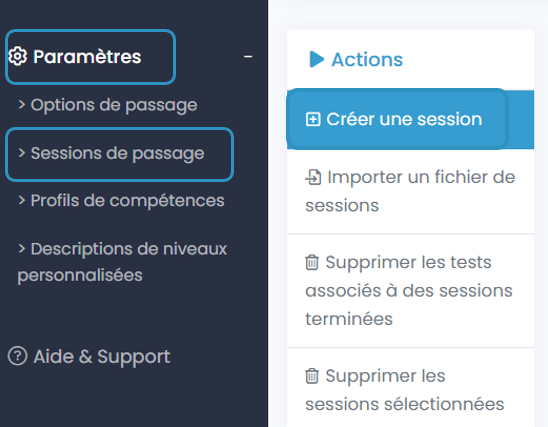 Paramètres
> Options de passage
> Sessions de passage
> Profils de compétences
> Descriptions de niveaux
personnalisées
Aide & Support
Actions
Créer une session
Importer un fichier de
sessions
Supprimer les tests
associés à des sessions
terminées
Supprimer les
sessions sélectionnées